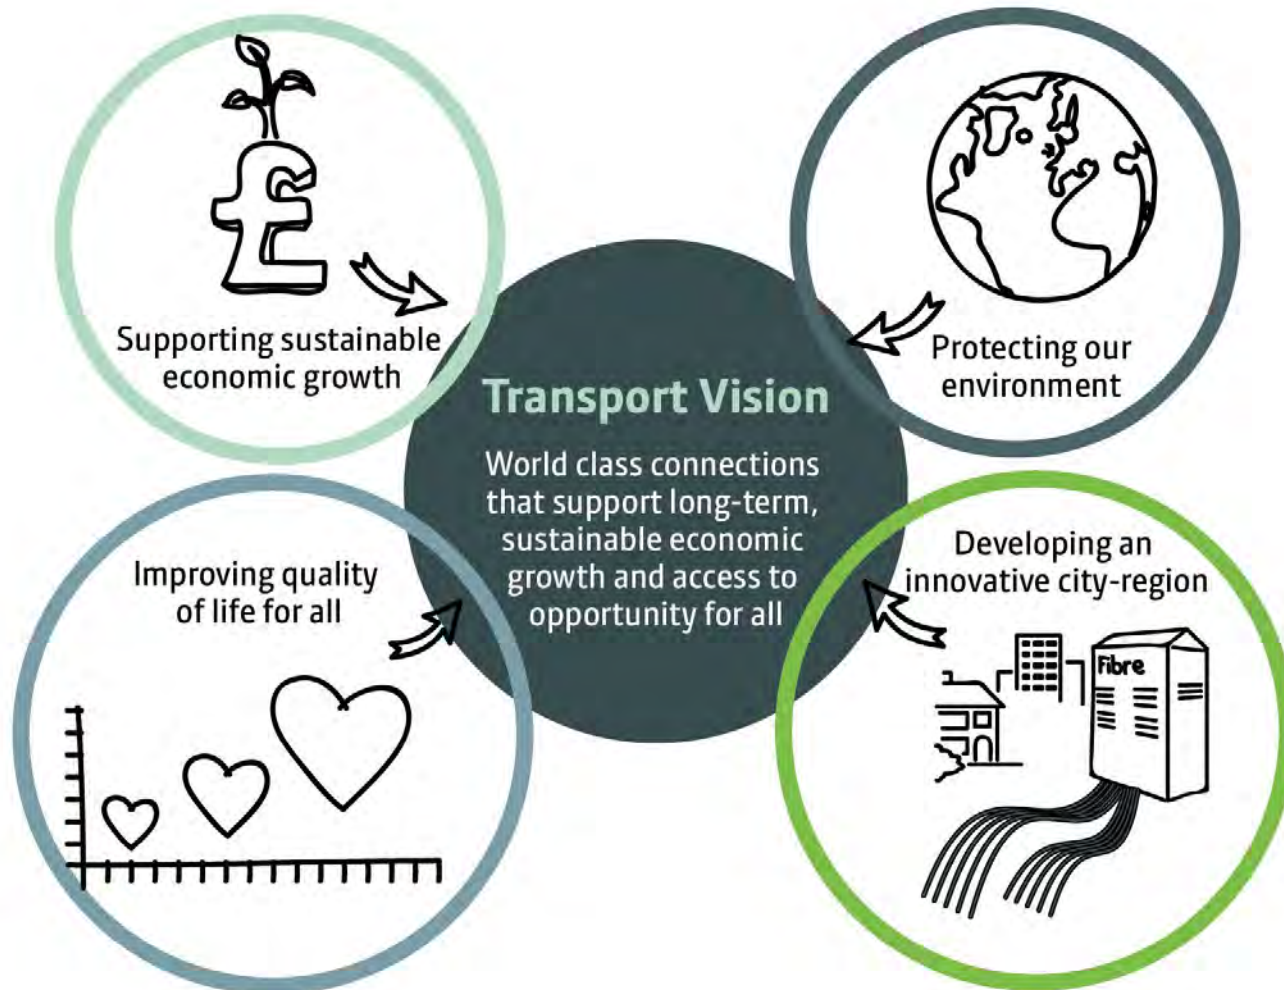 Supporting sustainable
economic growth
Protecting our
environment
Transport Vision
World class connections
that support long-term,
sustainable economic
growth and access to
opportunity for all
Improving quality
of life for all
Developing an
innovative city-region
Fibre